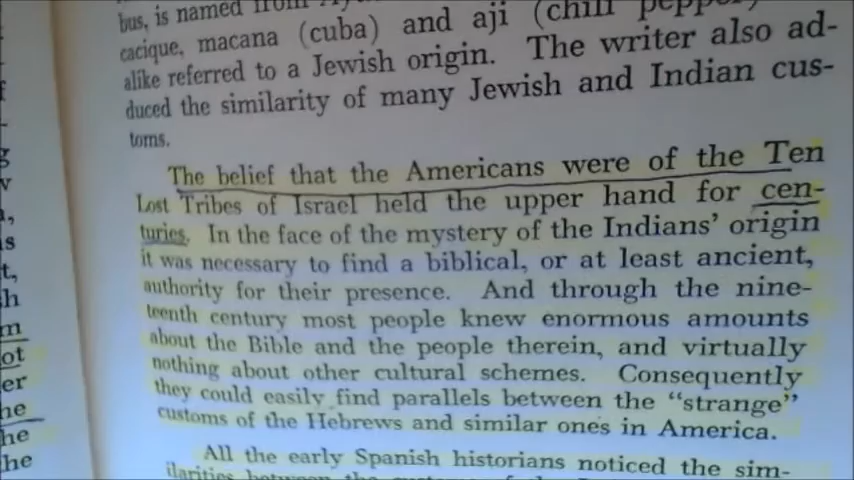 bus, is named from
cacique, macana (cuba) and aji (chili pepper)
alike referred to a Jewish origin. The writer also ad-
duced the similarity of many Jewish and Indian cus-
toms.
The belief that the Americans were of the Ten
Lost Tribes of Israel held the upper hand for cen-
turies. In the face of the mystery of the Indians' origin
it was necessary to find a biblical, or at least ancient,
authority for their presence. And through the nine-
teenth century most people knew enormous amounts
about the Bible and the people therein, and virtually
nothing about other cultural schemes. Consequently
they could easily find parallels between the "strange"
customs of the Hebrews and similar ones in America.
All the early Spanish historians noticed the sim-
ilarities between the customs of the